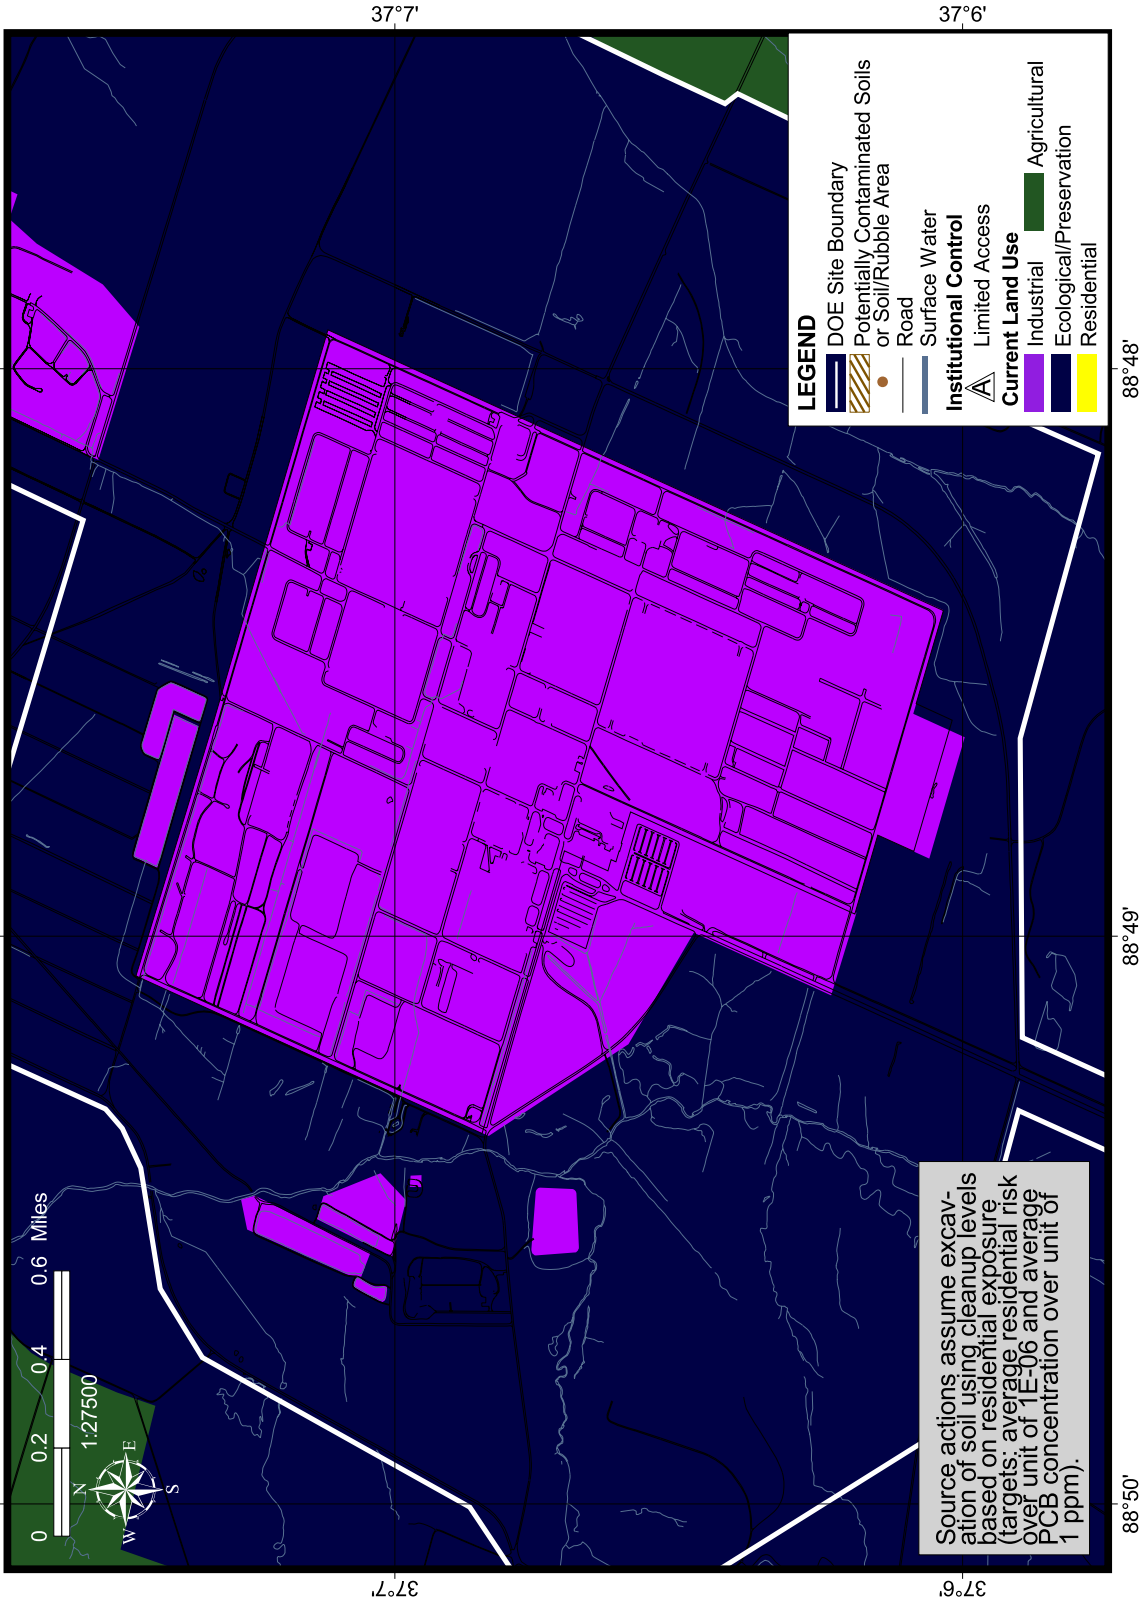 37°7'
37°6'
88°48'
88°49'
88°50'
37°7'
37°6'
0 0.2 0.4 0.6 Miles
1:27500
N
E
S
W
LEGEND
DOE Site Boundary
Potentially Contaminated Soils
or Soil/Rubble Area
Road
Surface Water
Institutional Control
A Limited Access
Current Land Use
Industrial Agricultural
Ecological/Preservation
Residential
Source actions assume excav-
ation of soil using cleanup levels
based on residential exposure
(targets: average residential risk
over unit of 1E-06 and average
PCB concentration over unit of
1 ppm).